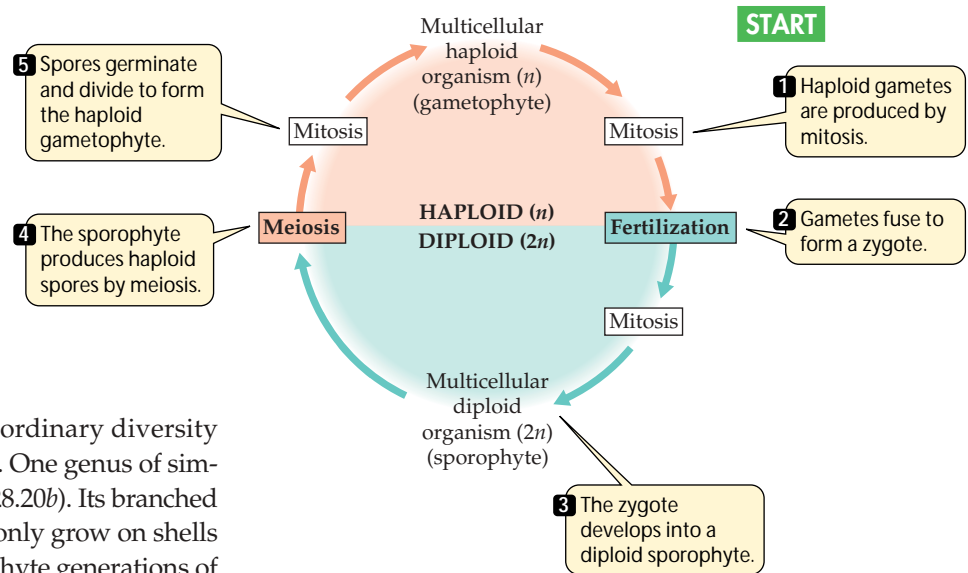 START
Multicellular
haploid
organism (n)
(gametophyte)
5 Spores germinate
and divide to form
the haploid
gametophyte.
Mitosis
Mitosis
1 Haploid gametes
are produced by
mitosis.
Meiosis
HAPLOID (n)
DIPLOID (2n)
Fertilization
4 The sporophyte
produces haploid
spores by meiosis.
2 Gametes fuse to
form a zygote.
Mitosis
Multicellular
diploid
organism (2n)
(sporophyte)
3 The zygote
develops into a
diploid sporophyte.
ordinary diversity
. One genus of sim-
8.20b). Its branched
only grow on shells
hyte generations of